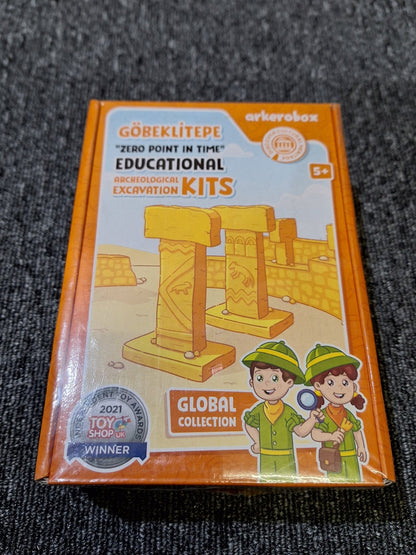 arkerobox
GÖBEKLİTEPE
"ZERO POINT IN TIME"
EDUCATIONAL
ARCHEOLOGICAL
EXCAVATION KITS
5+
GLOBAL
COLLECTION
2021
TOY
SHOP UK
WINNER